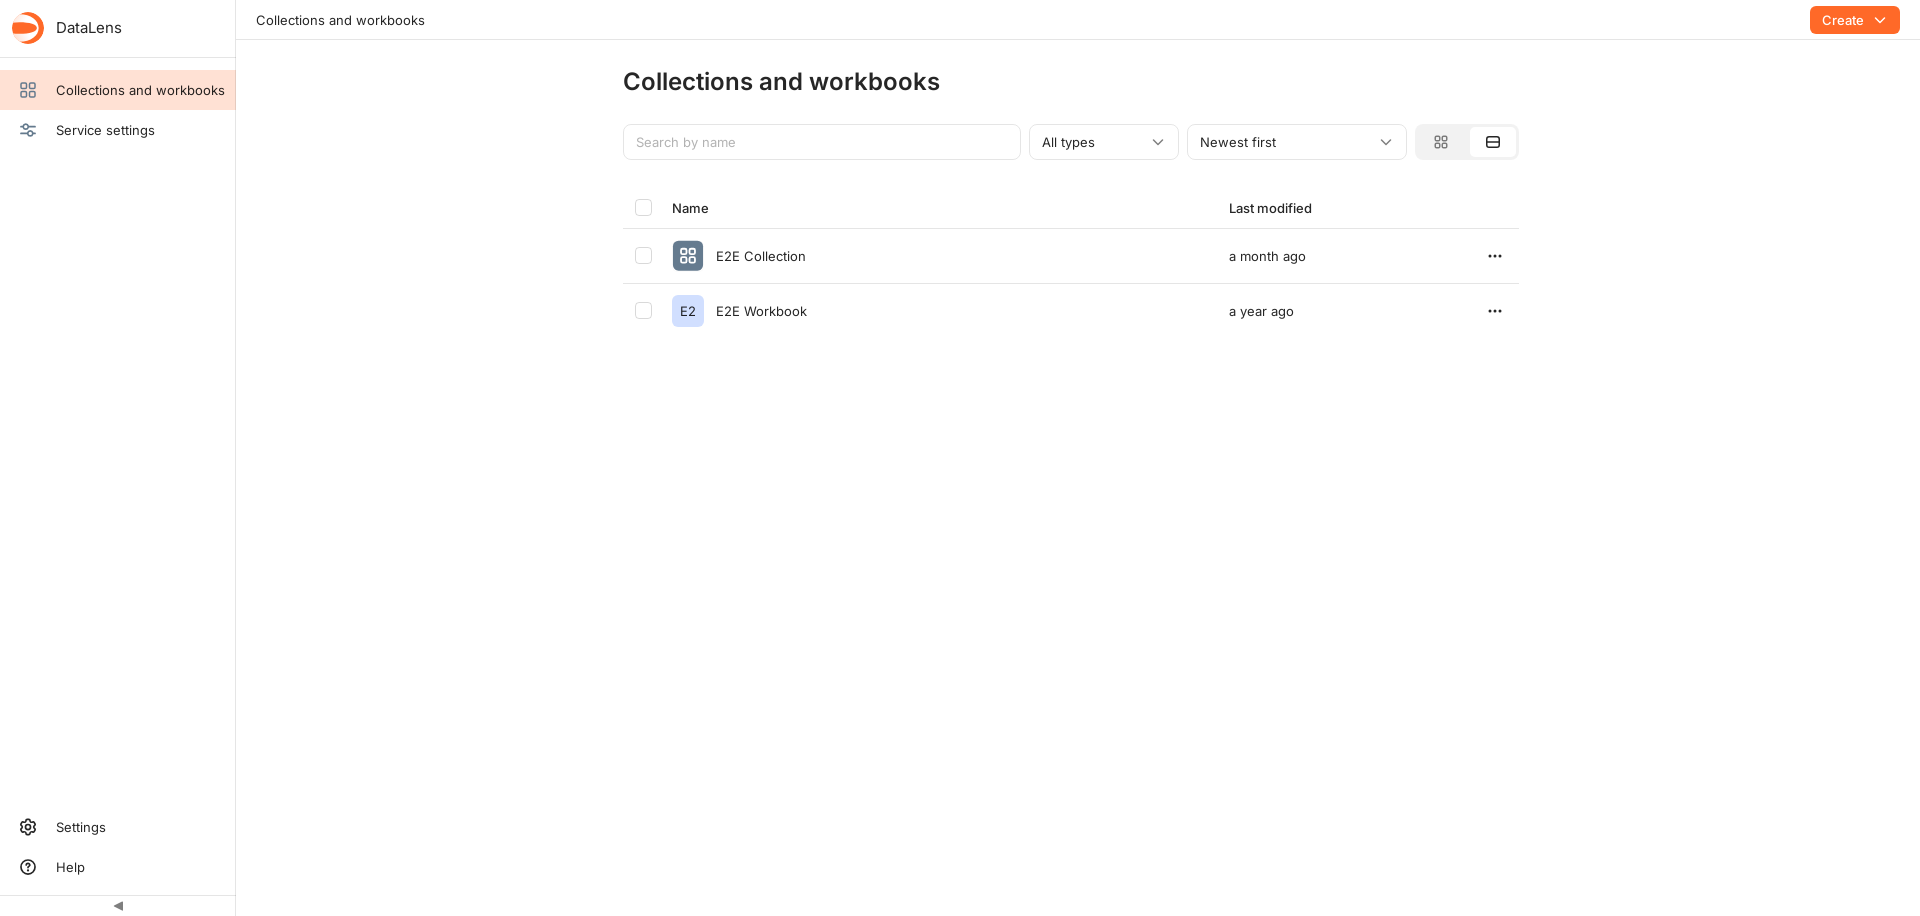 DataLens
Collections and workbooks
Create
Collections and workbooks
Service settings
Collections and workbooks
Search by name
All types
Newest first
Name
Last modified
E2E Collection
a month ago
E2
E2E Workbook
a year ago
Settings
Help